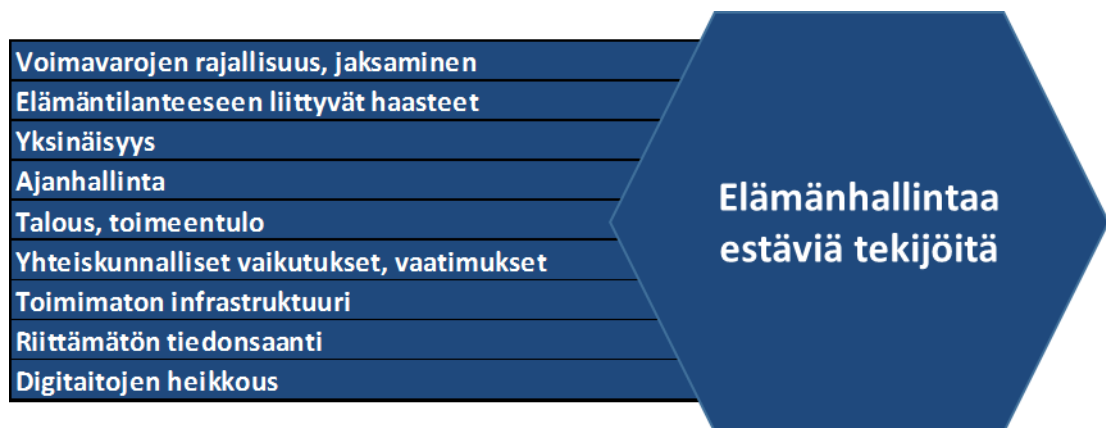 Voimavarojen rajallisuus, jaksaminen
Elämäntilanteeseen liittyvät haasteet
Yksinäisyys
Ajanhallinta
Talous, toimeentulo
Yhteiskunnalliset vaikutukset, vaatimukset
Toimimaton infrastruktuuri
Riittämätön tiedonsaanti
Digitaitojen heikkous
Elämänhallintaa
estäviä tekijöitä